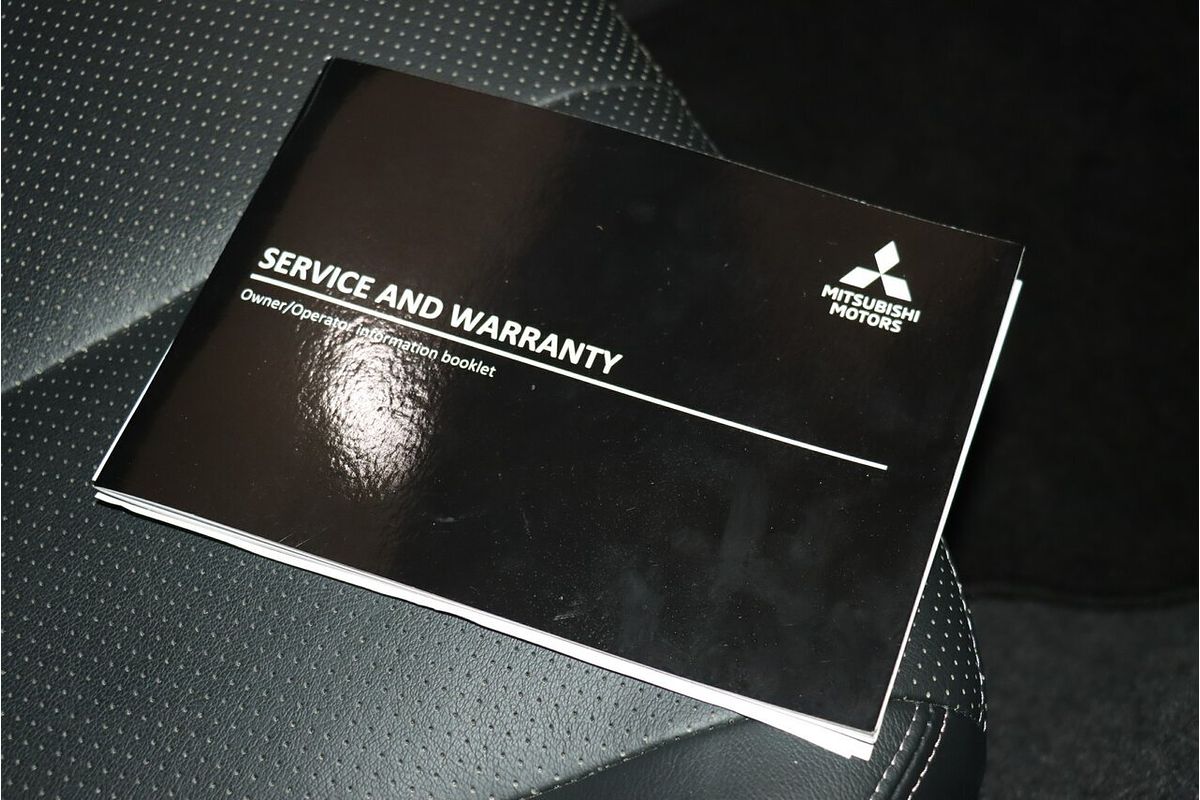 SERVICE AND WARRANTY
Owner/Operator information booklet
MITSUBISHI
MOTORS